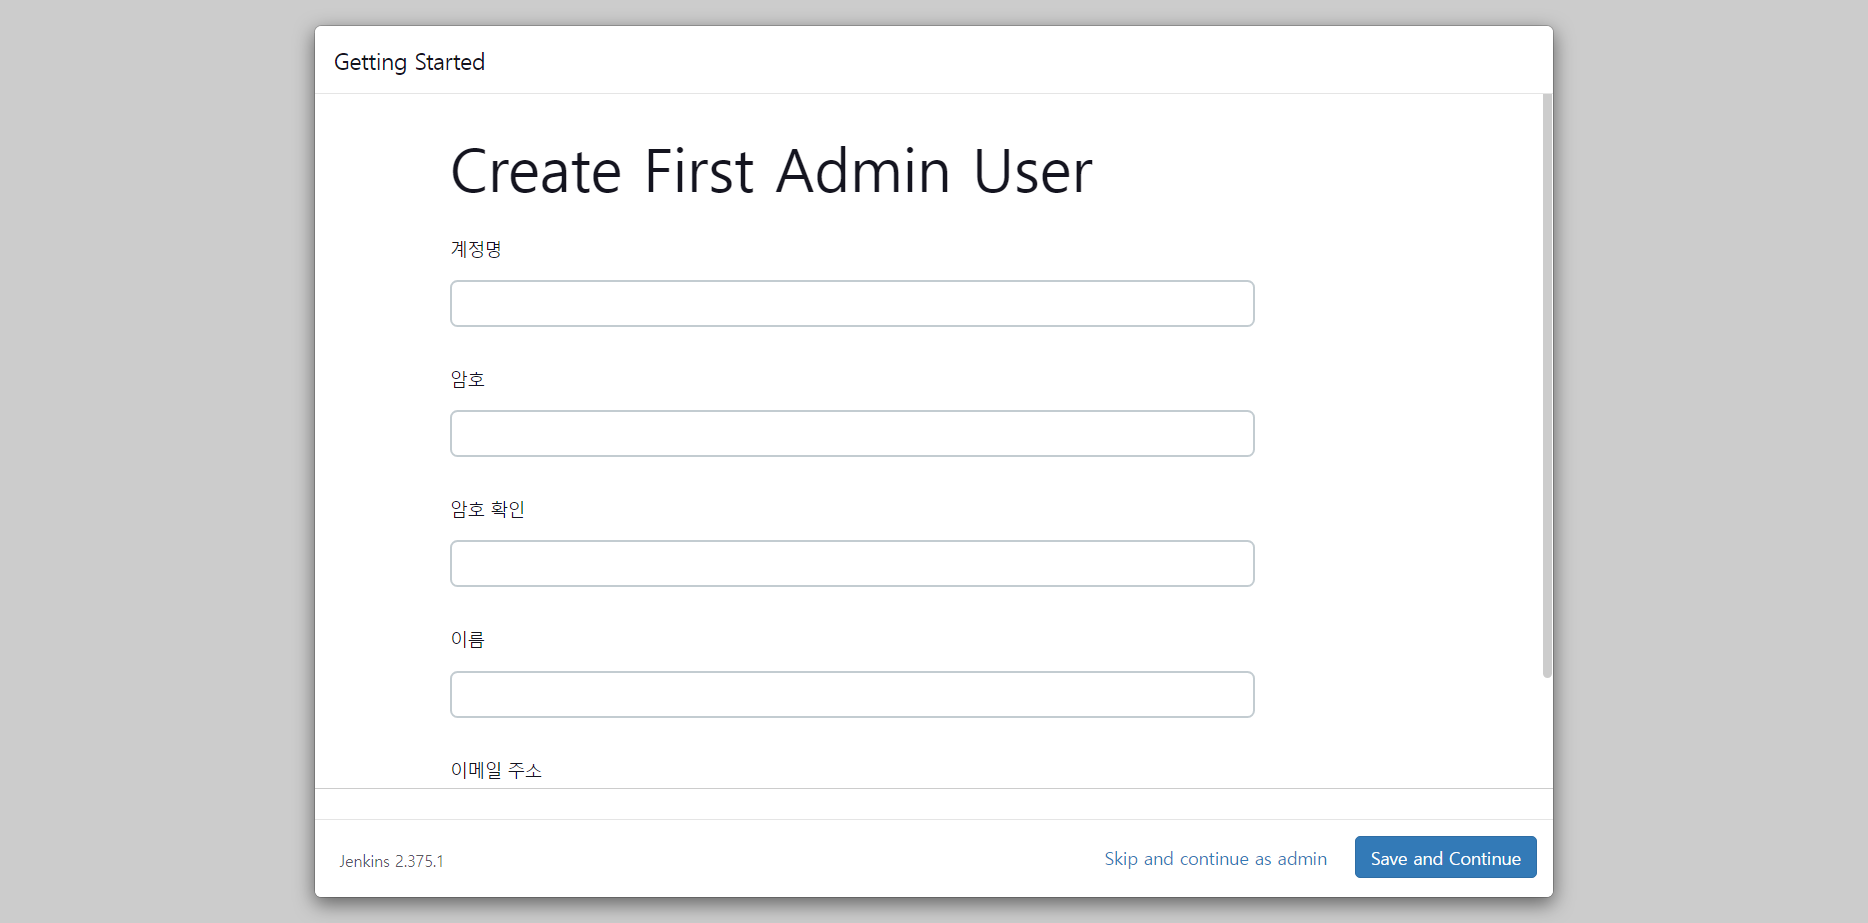 Getting Started
Create First Admin User
계정명
암호
암호 확인
이름
이메일 주소
Jenkins 2.375.1
Skip and continue as admin
Save and Continue